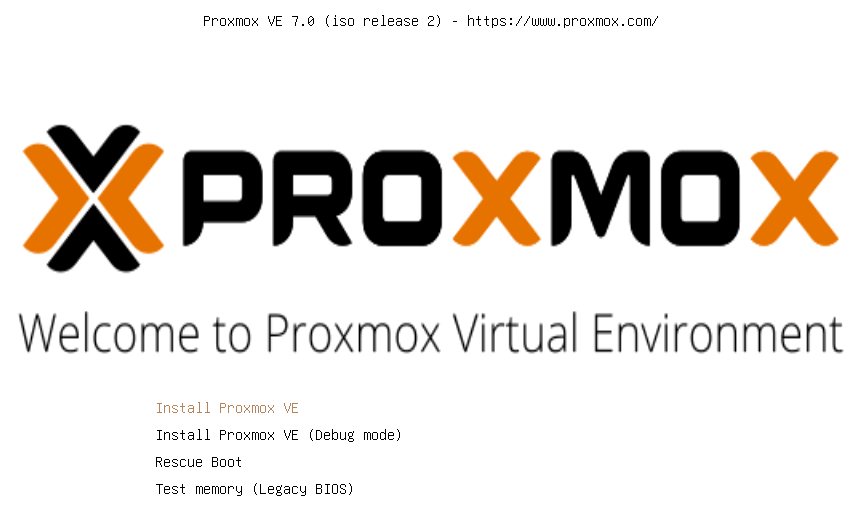 Proxmox VE 7.0 (iso release 2) - https://www.proxmox.com/
PROXMOX
Welcome to Proxmox Virtual Environment
Install Proxmox VE
Install Proxmox VE (Debug mode)
Rescue Boot
Test memory (Legacy BIOS)